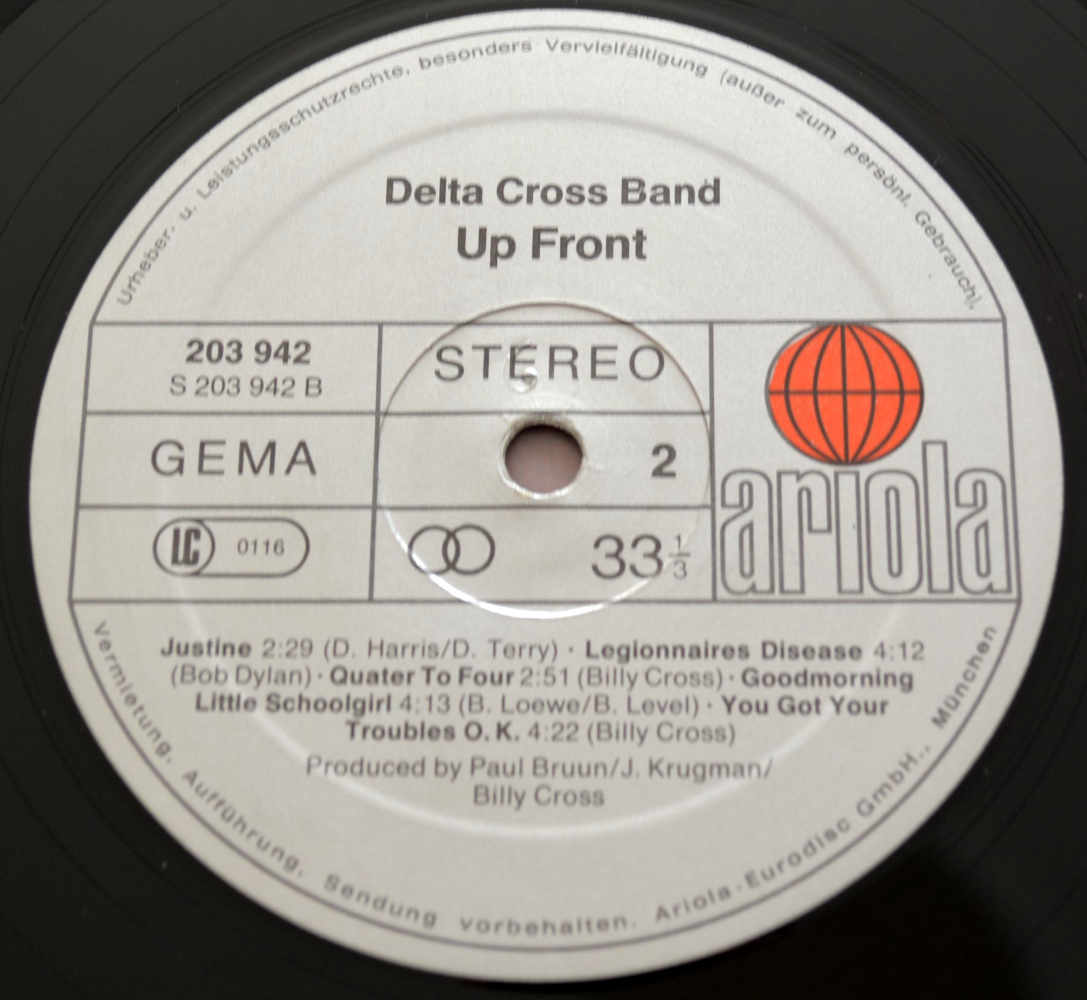 Urheber- u. Leistungsschutzrechte, besonders Vervielfältigung (außer zum persönl. Gebrauch),
Delta Cross Band
Up Front
203 942
S 203 942 B
STEREO
GEMA
2
LC 0116
33 1/3
ariola
Justine 2:29 (D. Harris/D. Terry) · Legionnaires Disease 4:12
(Bob Dylan) · Quater To Four 2:51 (Billy Cross) · Goodmorning
Little Schoolgirl 4:13 (B. Loewe/B. Level) · You Got Your
Troubles O. K. 4:22 (Billy Cross)
Produced by Paul Bruun/J. Krugman/
Billy Cross
Vermietung, Aufführung, Sendung vorbehalten. Ariola-Eurodisc GmbH., München